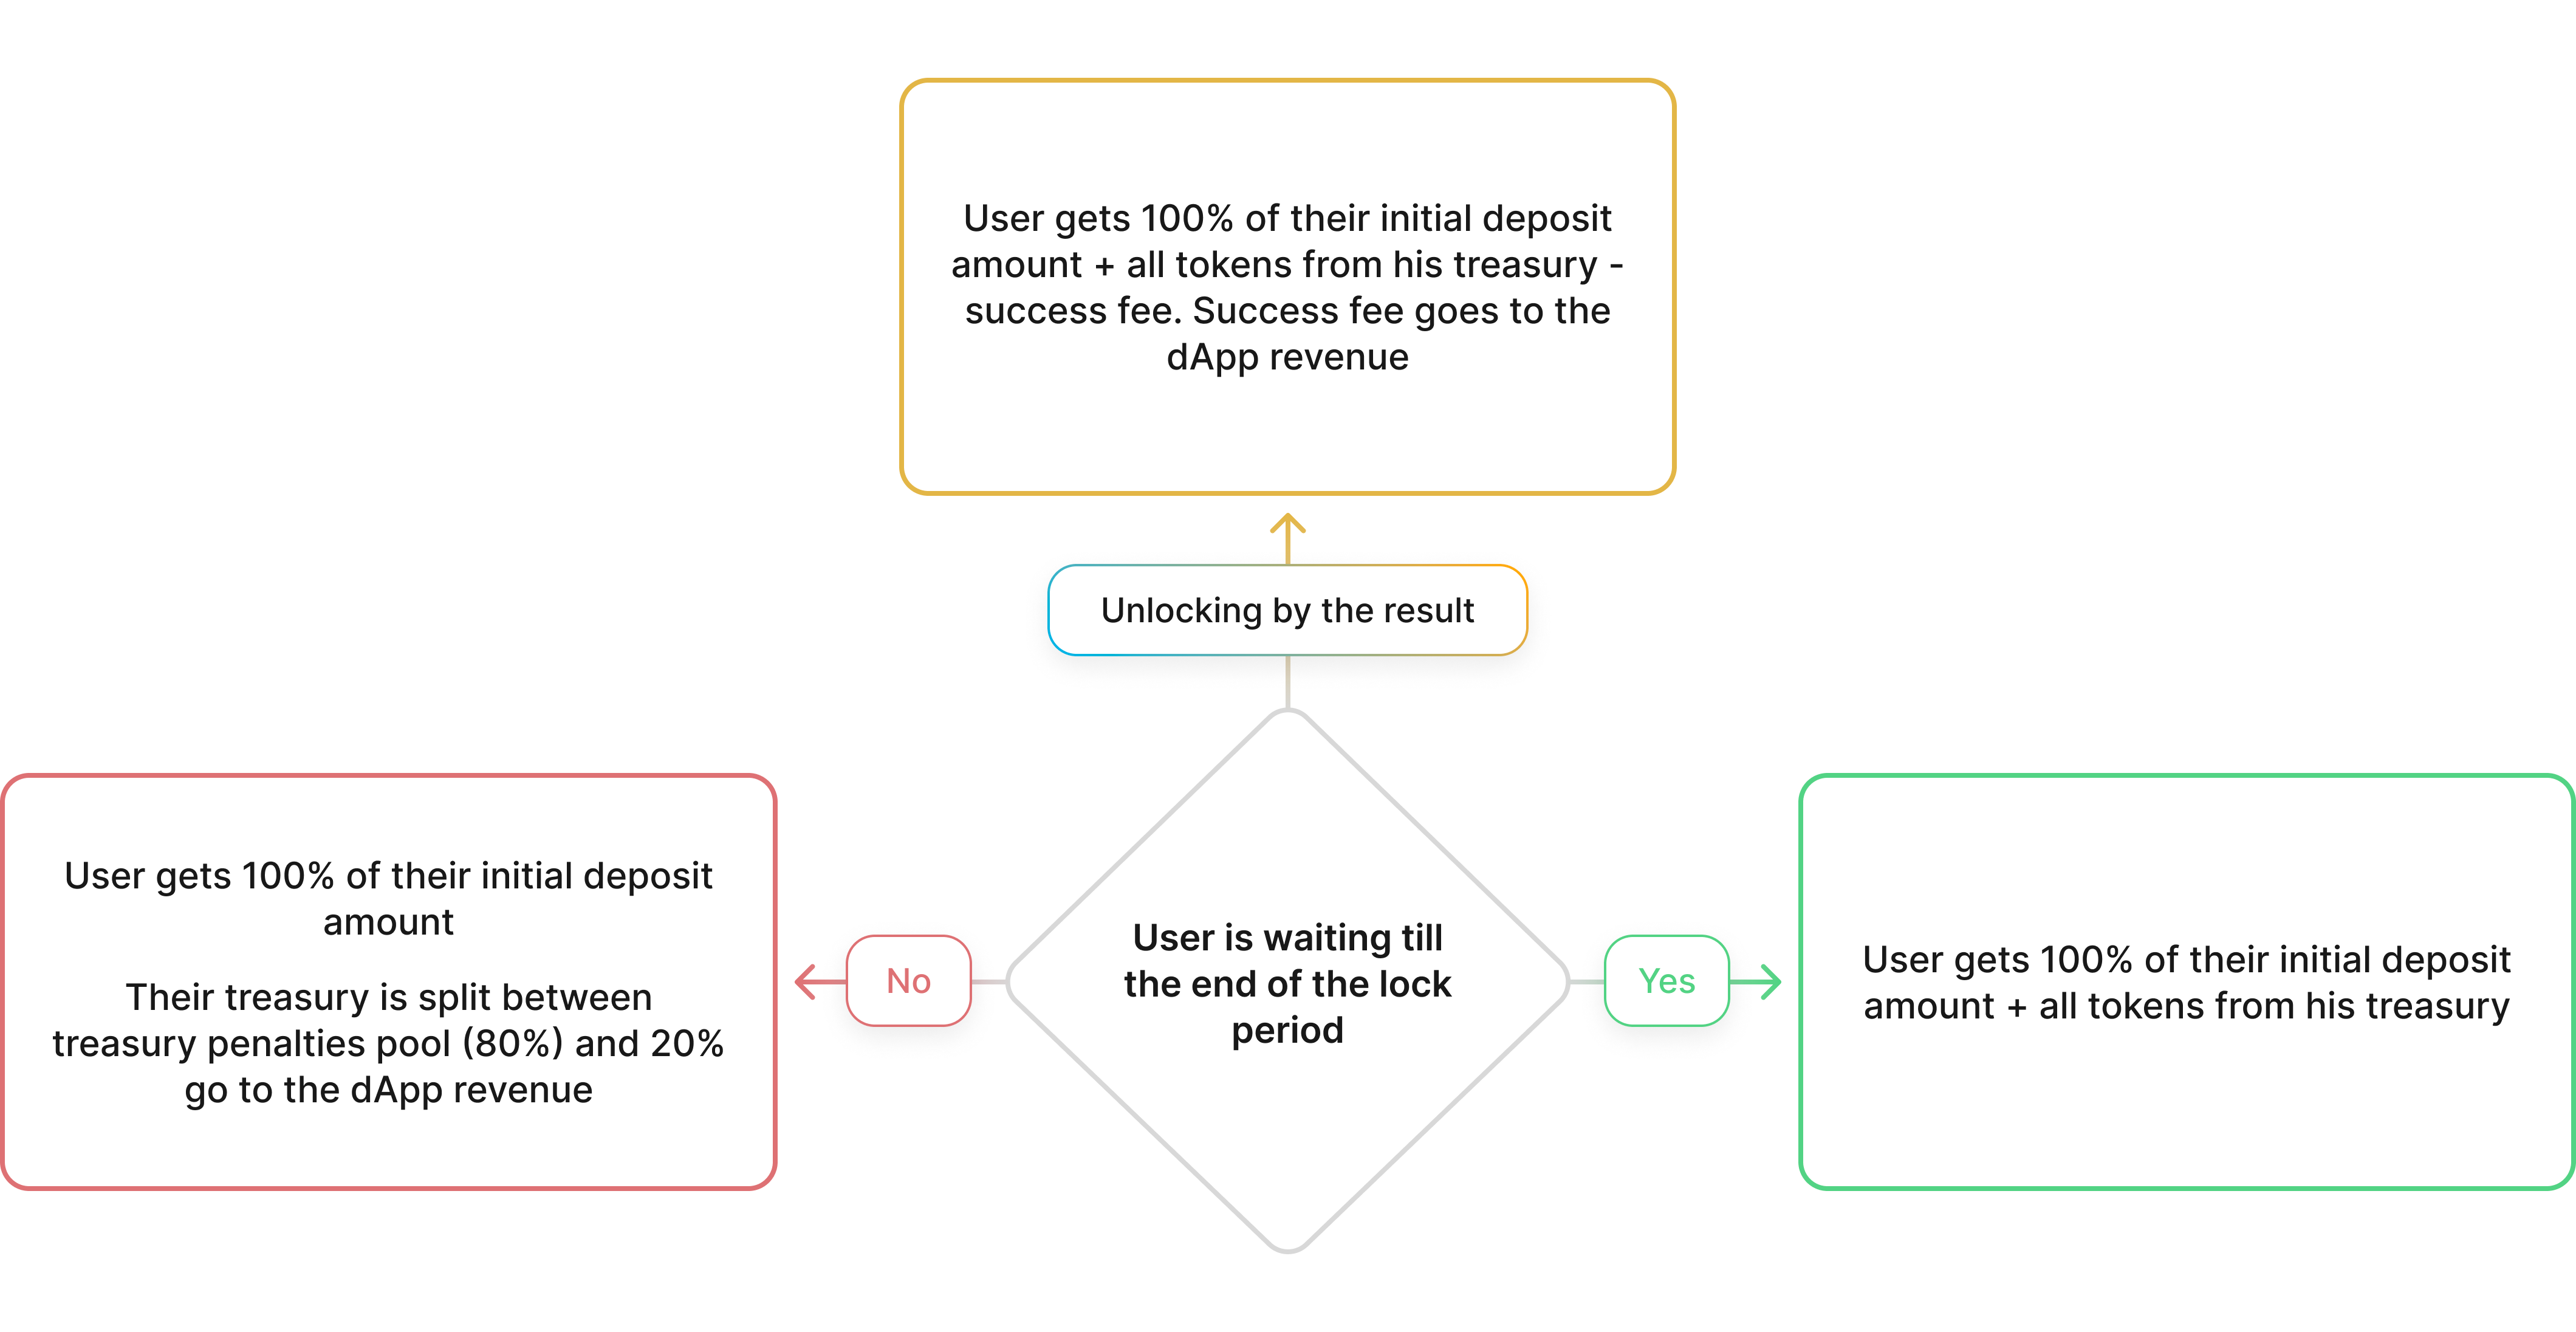 User gets 100% of their initial deposit
amount + all tokens from his treasury -
success fee. Success fee goes to the
dApp revenue
Unlocking by the result
User gets 100% of their initial deposit
amount
Their treasury is split between
treasury penalties pool (80%) and 20%
go to the dApp revenue
No
User is waiting till
the end of the lock
period
Yes
User gets 100% of their initial deposit
amount + all tokens from his treasury